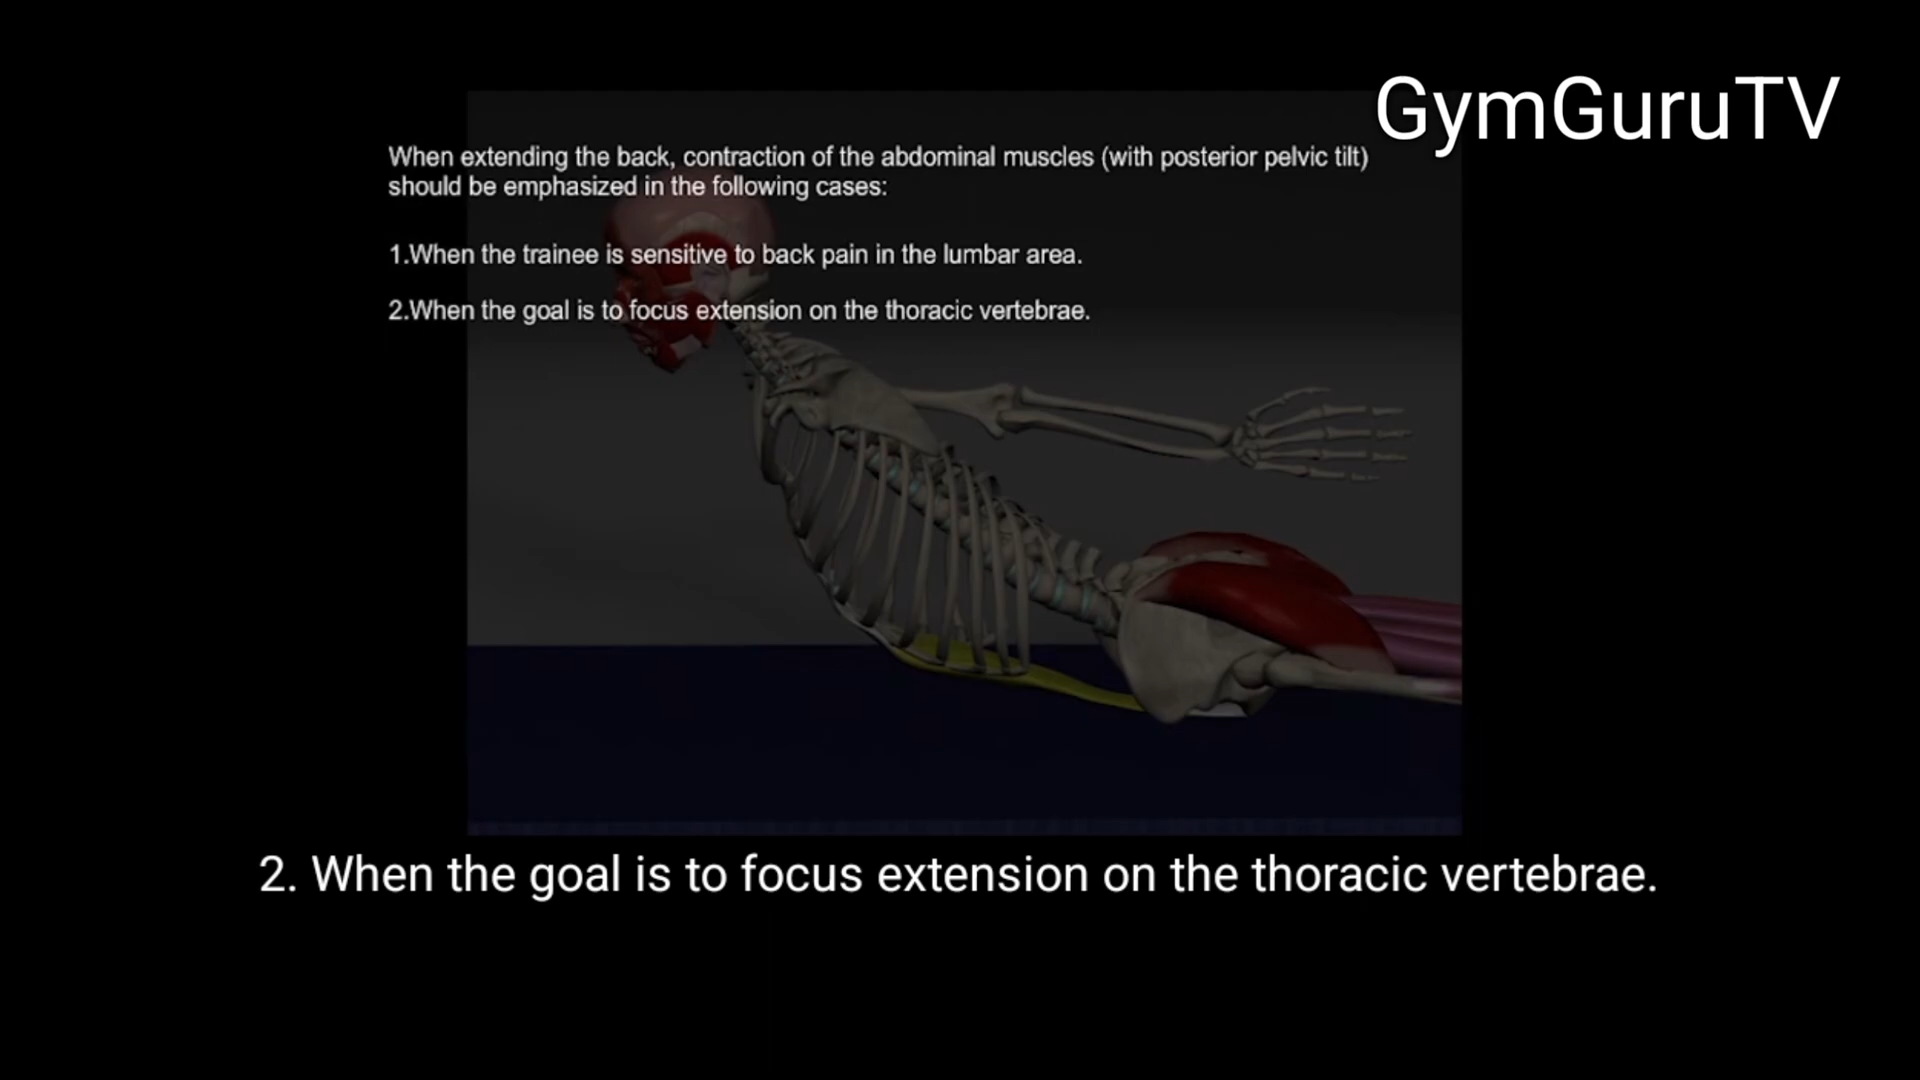 GymGuruTV
When extending the back, contraction of the abdominal muscles (with posterior pelvic tilt)
should be emphasized in the following cases:
1.When the trainee is sensitive to back pain in the lumbar area.
2.When the goal is to focus extension on the thoracic vertebrae.
2. When the goal is to focus extension on the thoracic vertebrae.